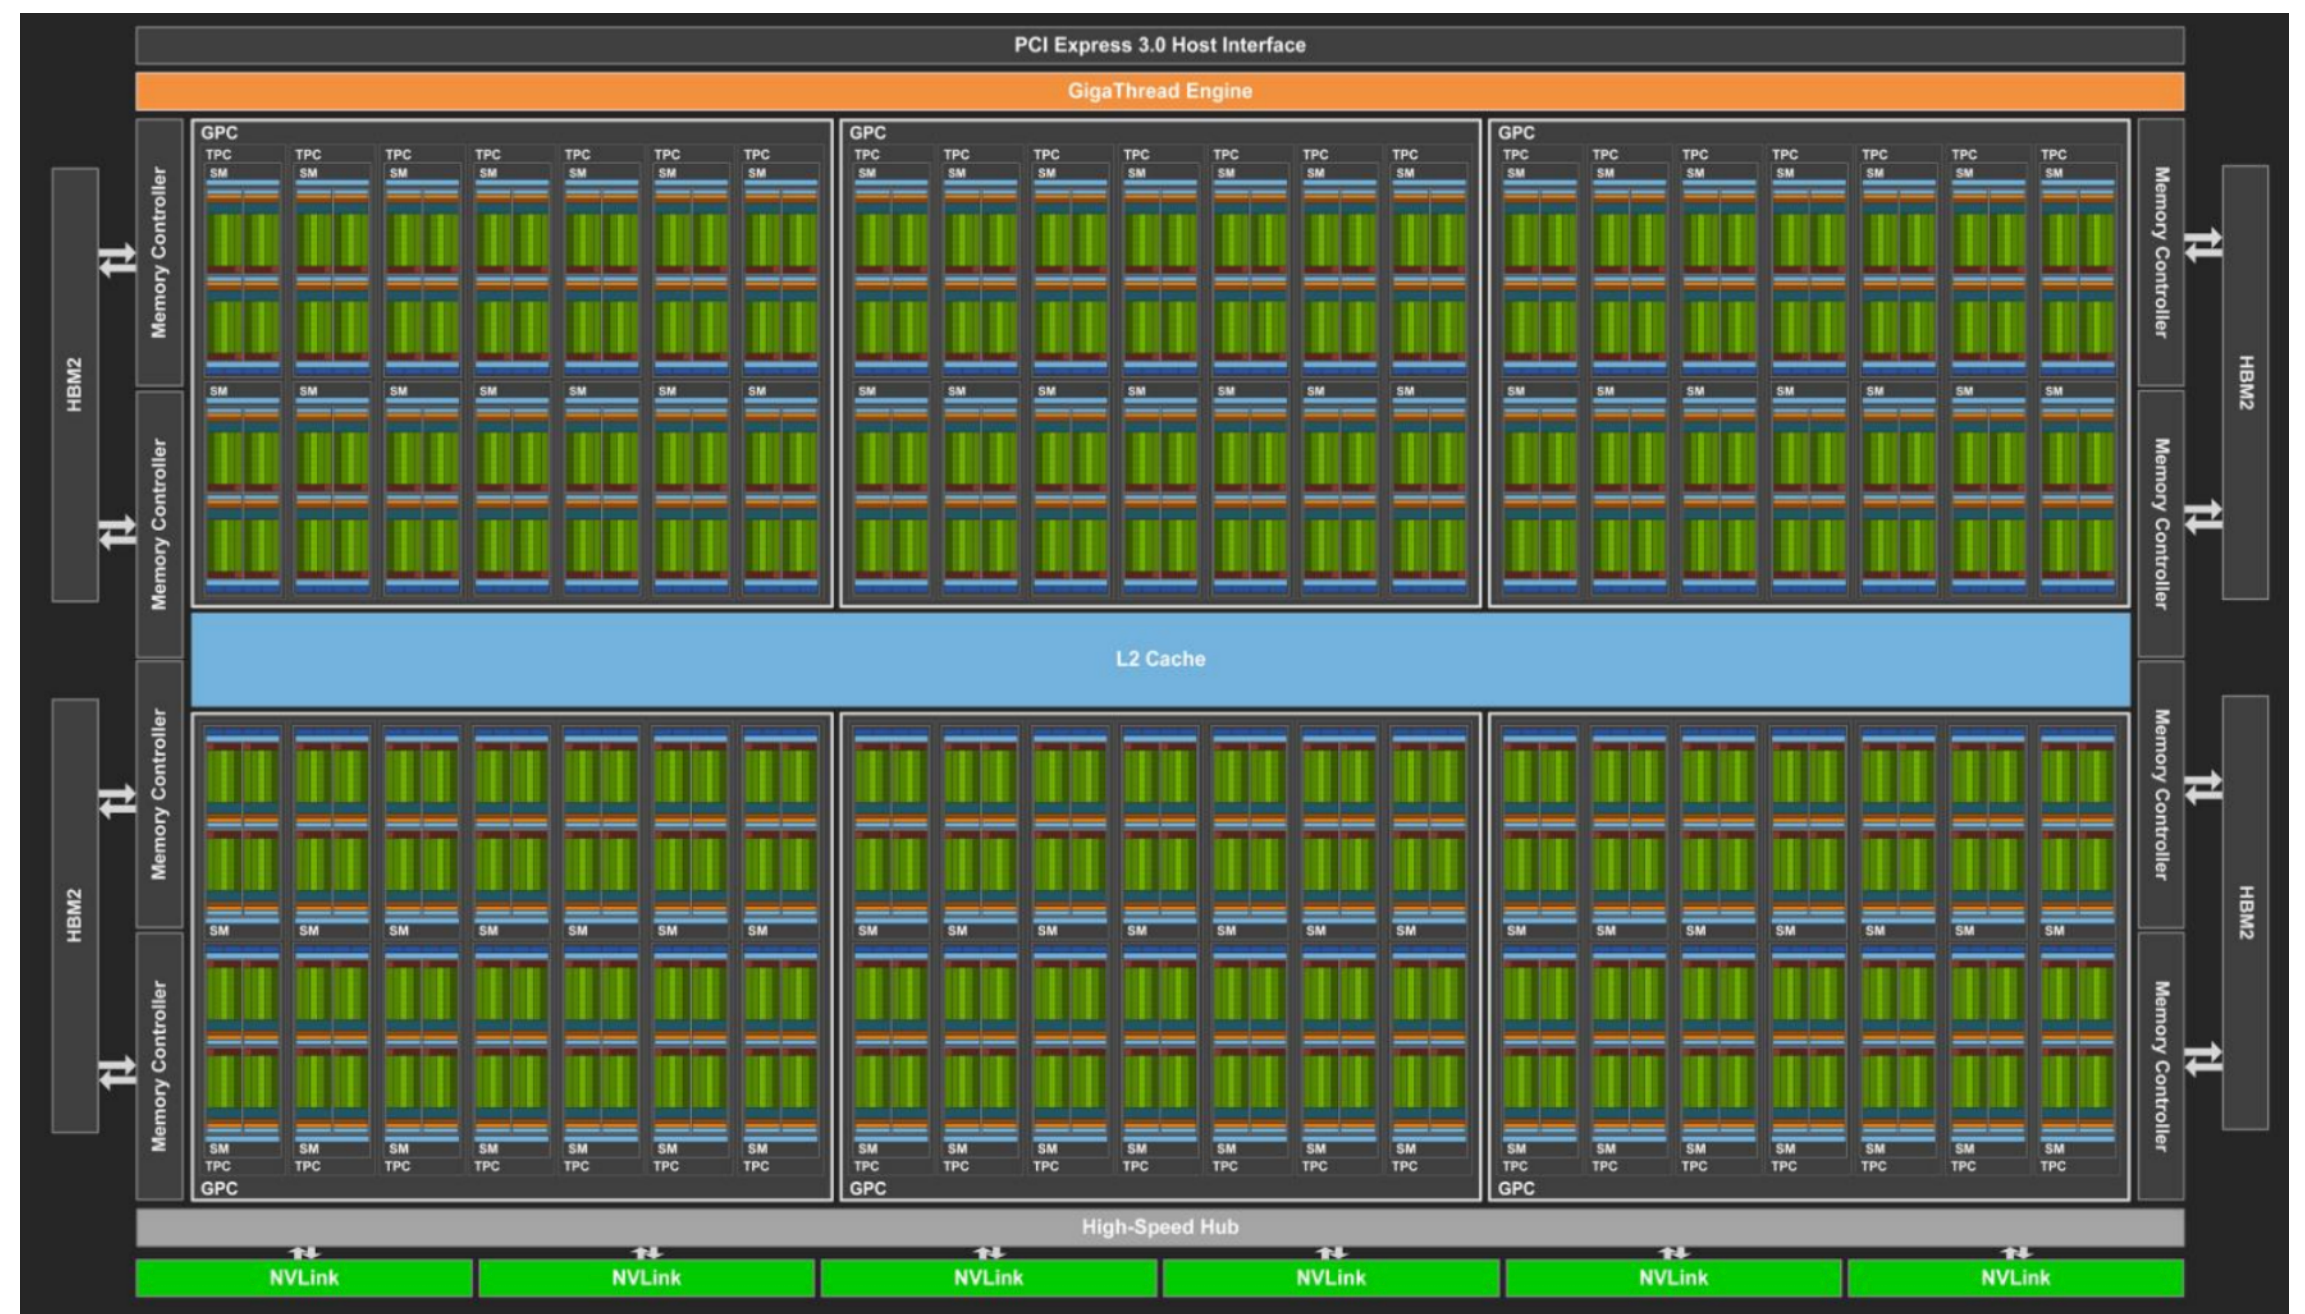 PCI Express 3.0 Host Interface
GigaThread Engine
GPC GPC GPC
TPC TPC TPC TPC TPC TPC TPC TPC TPC TPC TPC TPC TPC TPC TPC TPC TPC TPC TPC TPC TPC
SM SM SM SM SM SM SM SM SM SM SM SM SM SM SM SM SM SM SM SM SM
Memory Controller
Memory Controller
HBM2
HBM2
SM SM SM SM SM SM SM SM SM SM SM SM SM SM SM SM SM SM SM SM SM
Memory Controller
Memory Controller
L2 Cache
Memory Controller
Memory Controller
HBM2
HBM2
SM SM SM SM SM SM SM SM SM SM SM SM SM SM SM SM SM SM SM SM SM
Memory Controller
Memory Controller
SM SM SM SM SM SM SM SM SM SM SM SM SM SM SM SM SM SM SM SM SM
TPC TPC TPC TPC TPC TPC TPC TPC TPC TPC TPC TPC TPC TPC TPC TPC TPC TPC TPC TPC TPC
GPC GPC GPC
High-Speed Hub
NVLink NVLink NVLink NVLink NVLink NVLink